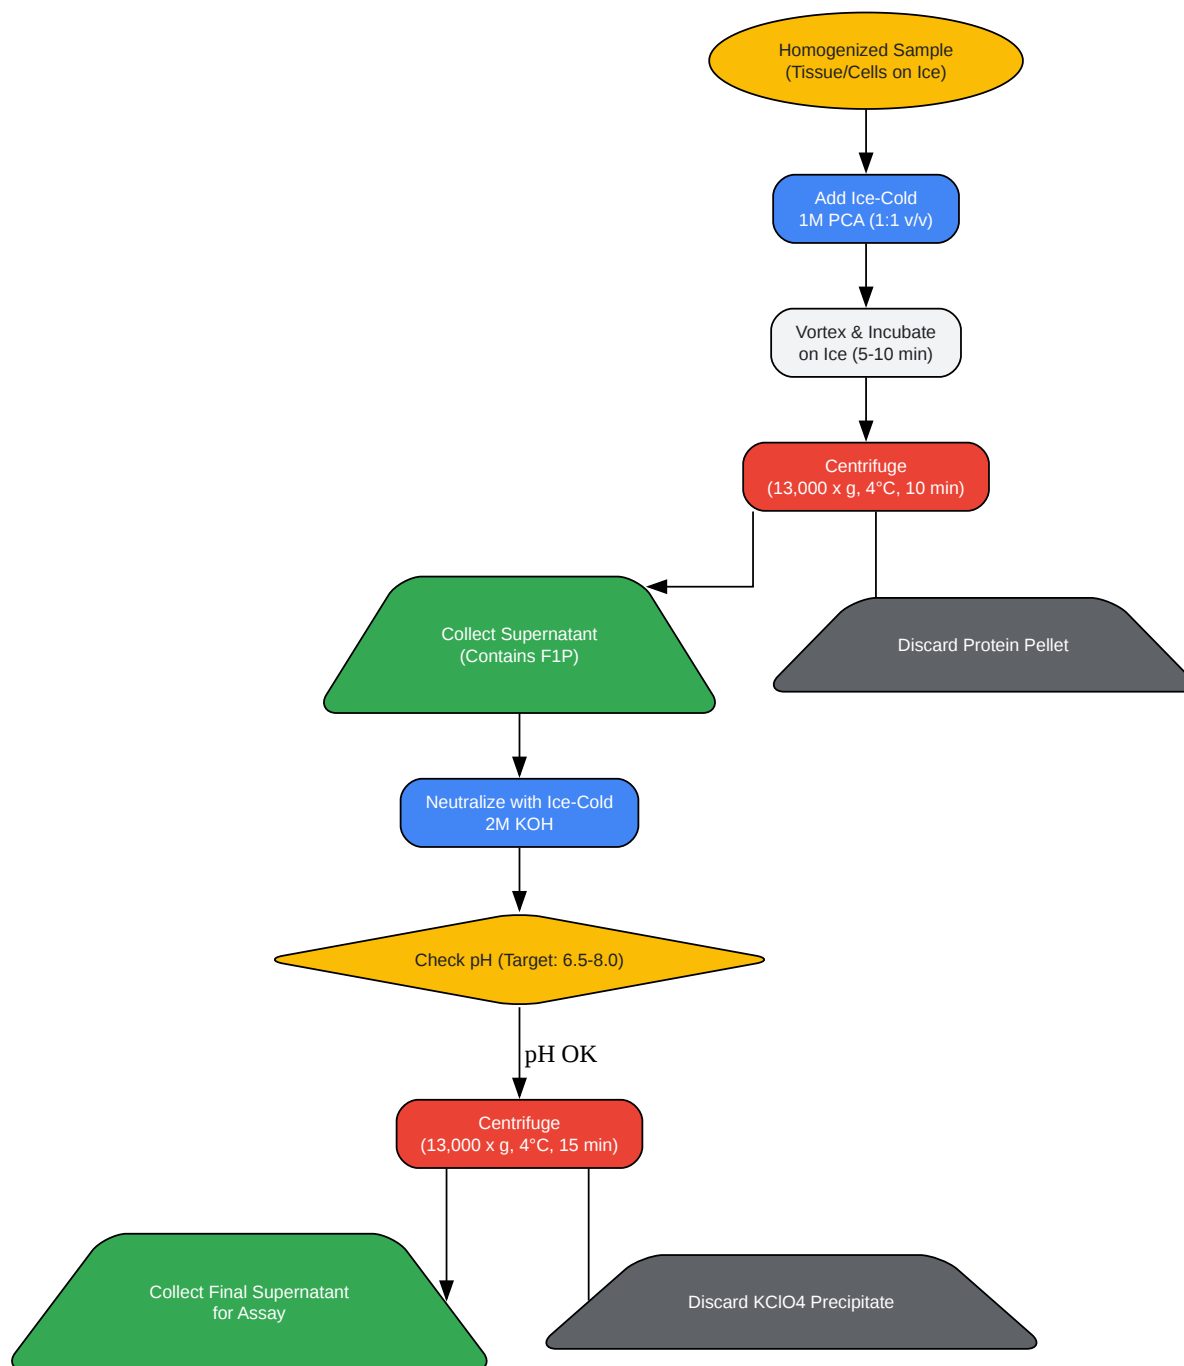 Homogenized Sample
(Tissue/Cells on Ice)
Add Ice-Cold
1M PCA (1:1 v/v)
Vortex & Incubate
on Ice (5-10 min)
Centrifuge
(13,000 x g, 4°C, 10 min)
Collect Supernatant
(Contains F1P)
Discard Protein Pellet
Neutralize with Ice-Cold
2M KOH
Check pH (Target: 6.5-8.0)
pH OK
Centrifuge
(13,000 x g, 4°C, 15 min)
Collect Final Supernatant
for Assay
Discard KClO4 Precipitate